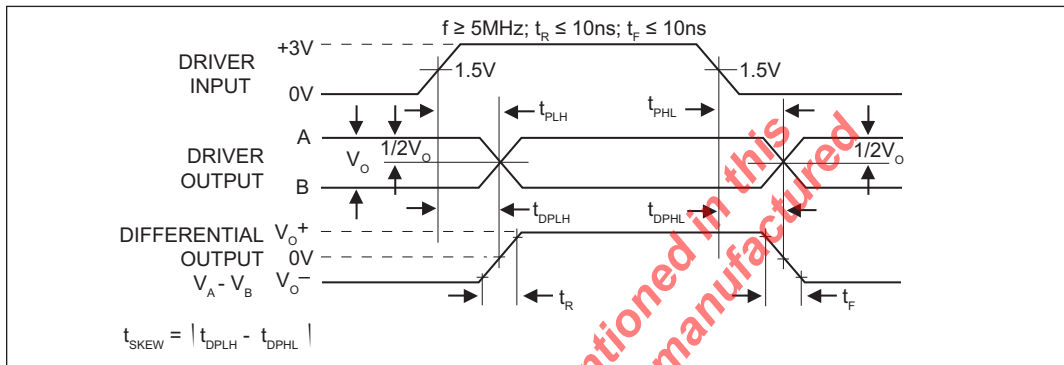 f ≥ 5MHz; tR ≤ 10ns; tF ≤ 10ns
+3V
DRIVER
INPUT
1.5V
1.5V
0V
tPLH
tPHL
A
DRIVER
OUTPUT
VO
1/2VO
1/2VO
B
tDPLH
tDPHL
DIFFERENTIAL
OUTPUT
VA - VB
VO+
0V
VO−
tR
tF
tSKEW = | tDPLH - tDPHL |
tioned in this
manufactured